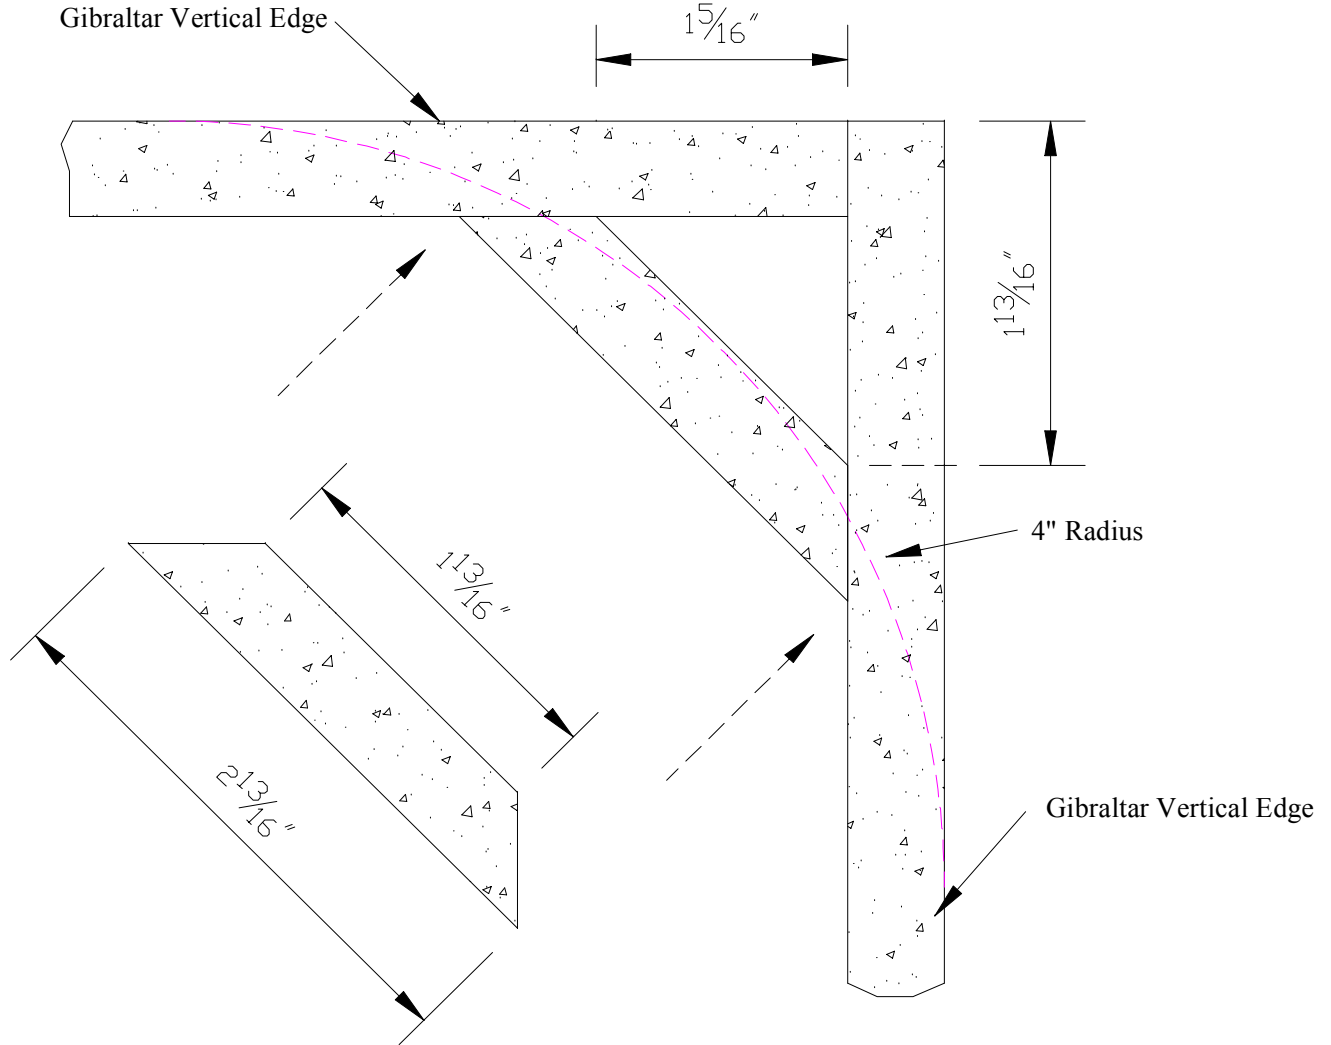 Gibraltar Vertical Edge
1 5/16"
1 13/16"
4" Radius
1 13/16"
2 13/16"
Gibraltar Vertical Edge